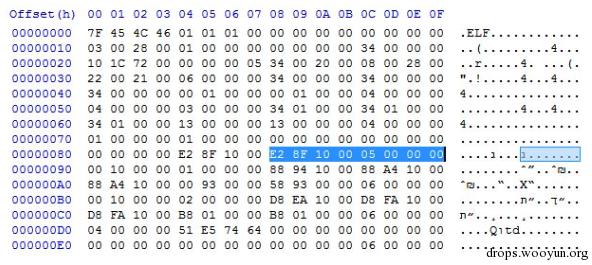 Offset(h) 00 01 02 03 04 05 06 07 08 09 0A 0B 0C 0D 0E 0F
00000000 7F 45 4C 46 01 01 01 00 00 00 00 00 00 00 00 00 .ELF............
00000010 03 00 28 00 01 00 00 00 00 00 00 00 34 00 00 00 ..(.........4...
00000020 10 1C 72 00 00 00 00 05 34 00 20 00 08 00 28 00 ..r.....4. ...(.
00000030 22 00 21 00 06 00 00 00 34 00 00 00 34 00 00 00 ".!.....4...4...
00000040 34 00 00 00 00 01 00 00 00 01 00 00 04 00 00 00 4...............
00000050 04 00 00 00 03 00 00 00 34 01 00 00 34 01 00 00 ........4...4...
00000060 34 01 00 00 13 00 00 00 13 00 00 00 04 00 00 00 4...............
00000070 01 00 00 00 01 00 00 00 00 00 00 00 00 00 00 00 ................
00000080 00 00 00 00 E2 8F 10 00 E2 8F 10 00 05 00 00 00 ....ג...ג.......
00000090 00 10 00 00 01 00 00 00 88 94 10 00 88 A4 10 00 ........ˆ”..ˆ₪..
000000A0 88 A4 10 00 00 93 00 00 58 93 00 00 06 00 00 00 ˆ₪...“..X“......
000000B0 00 10 00 00 02 00 00 00 D8 EA 10 00 D8 FA 10 00 ........״ך..״ת..
000000C0 D8 FA 10 00 B8 01 00 00 B8 01 00 00 06 00 00 00 ״ת..¸...¸.......
000000D0 04 00 00 00 51 E5 74 64 00 00 00 00 00 00 00 00 ....Qוtd........
000000E0 00 00 00 00 00 00 00 00 00 00 00 00 06 00 00 00 ................
drops.wooyun.org